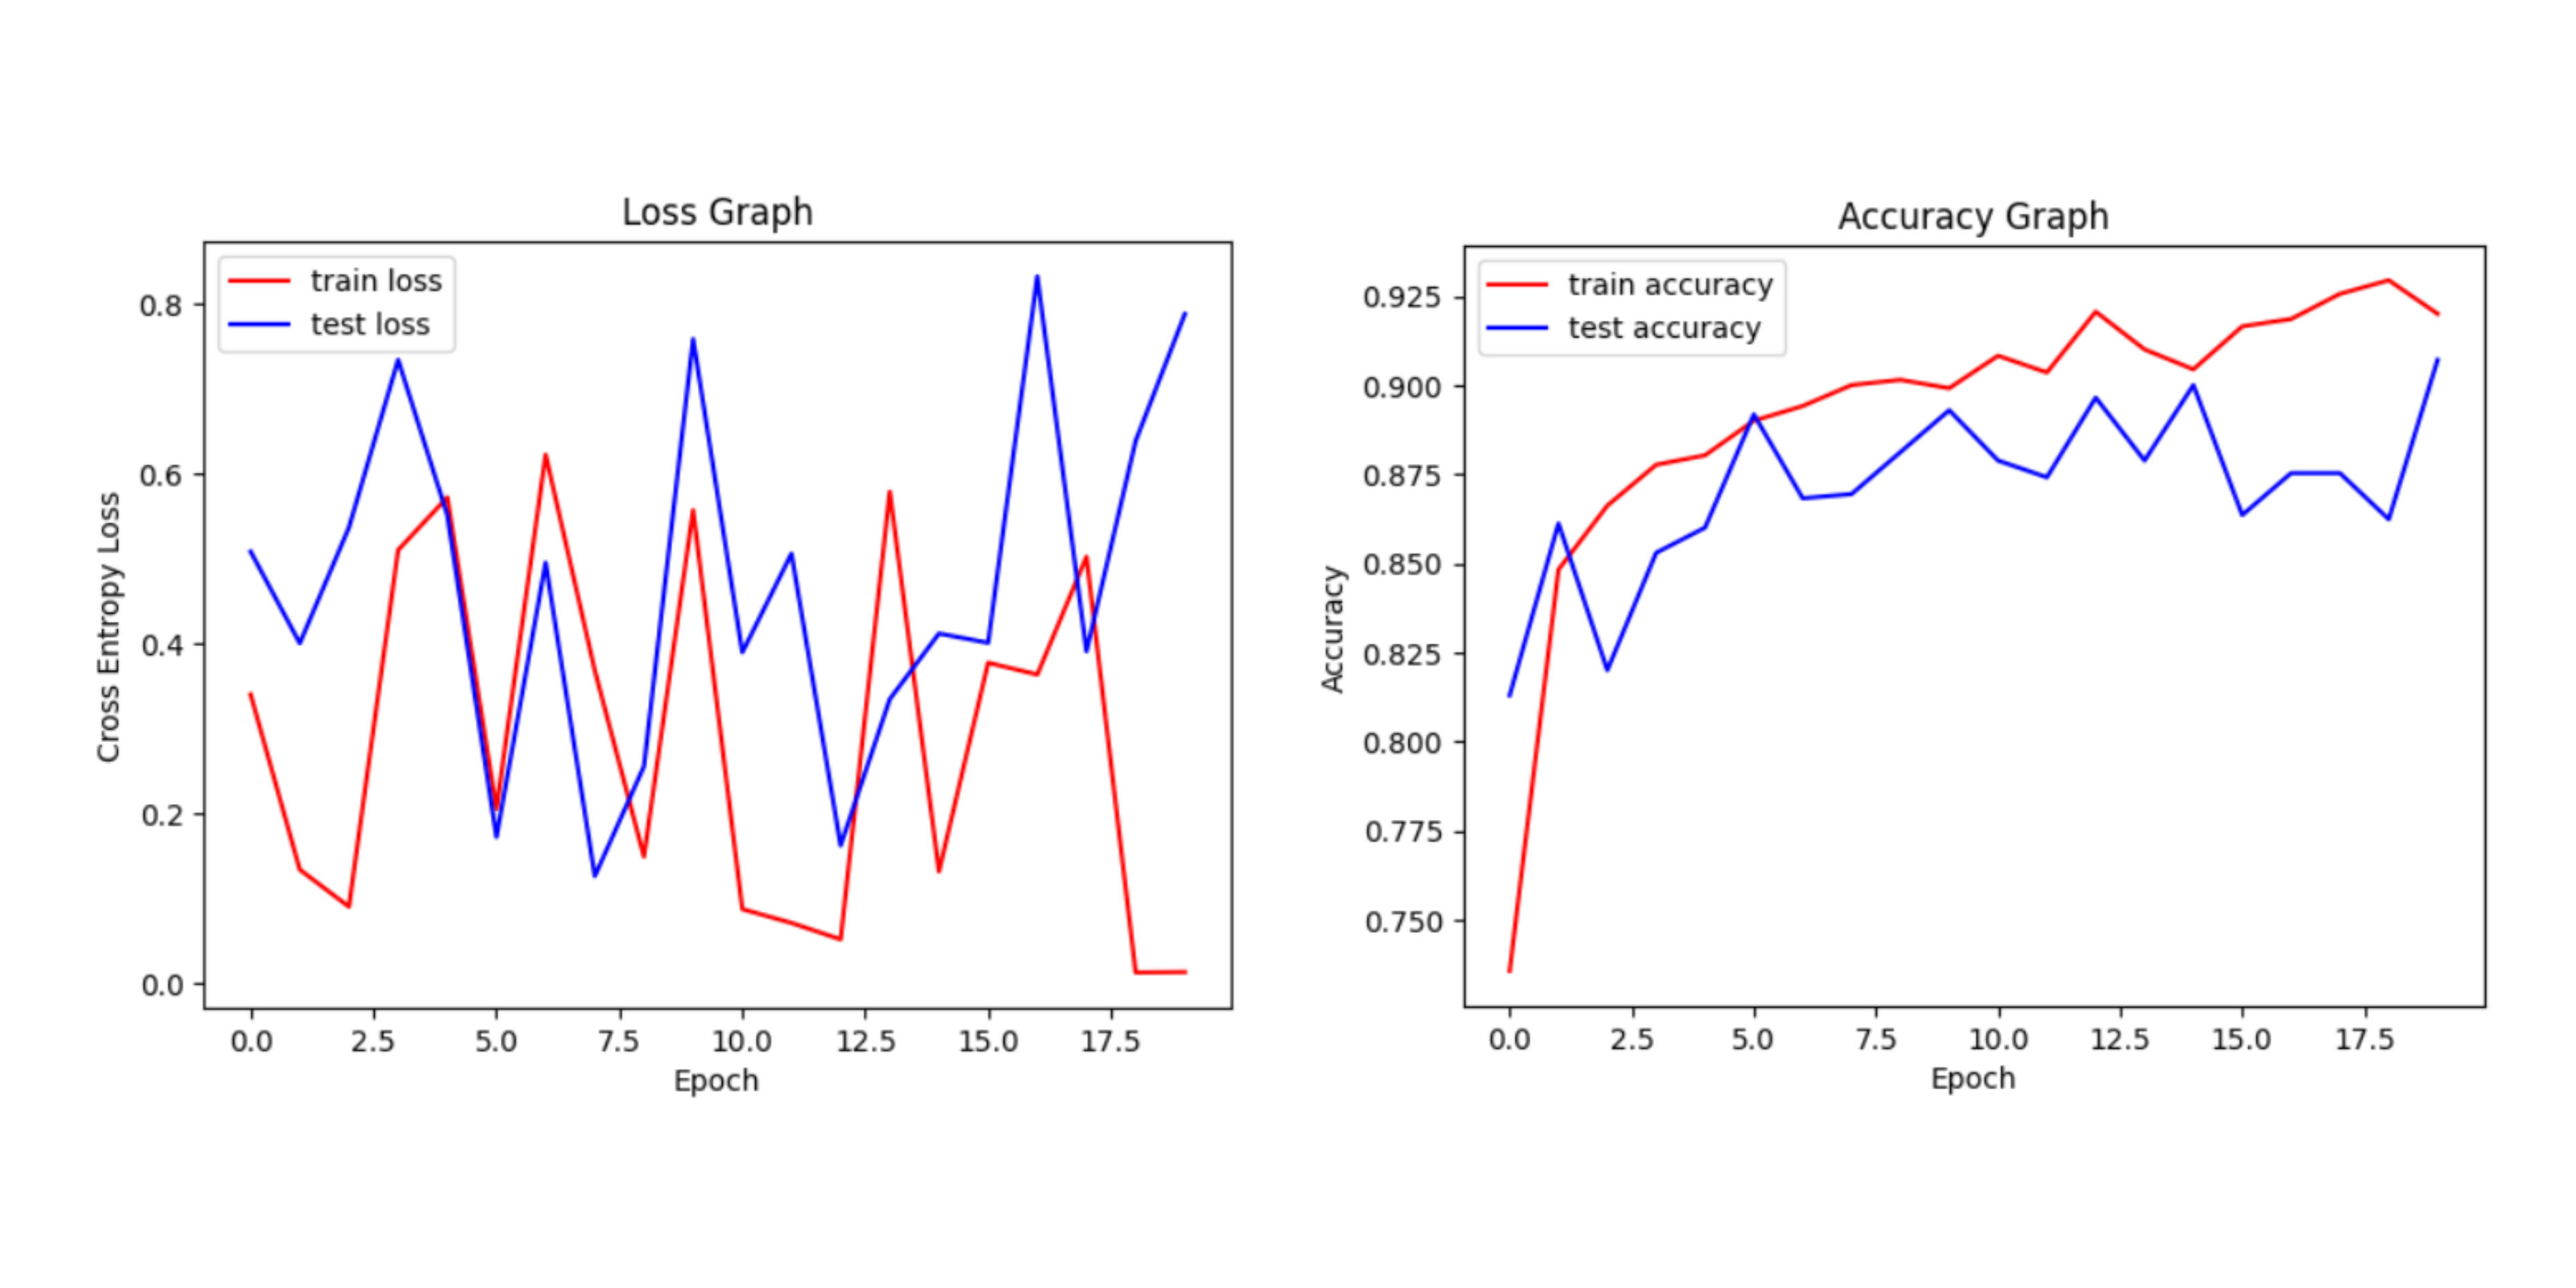 Loss Graph
train loss
test loss
0.8
0.6
0.4
0.2
0.0
Cross Entropy Loss
0.0 2.5 5.0 7.5 10.0 12.5 15.0 17.5
Epoch
Accuracy Graph
train accuracy
test accuracy
0.925
0.900
0.875
0.850
0.825
0.800
0.775
0.750
Accuracy
0.0 2.5 5.0 7.5 10.0 12.5 15.0 17.5
Epoch